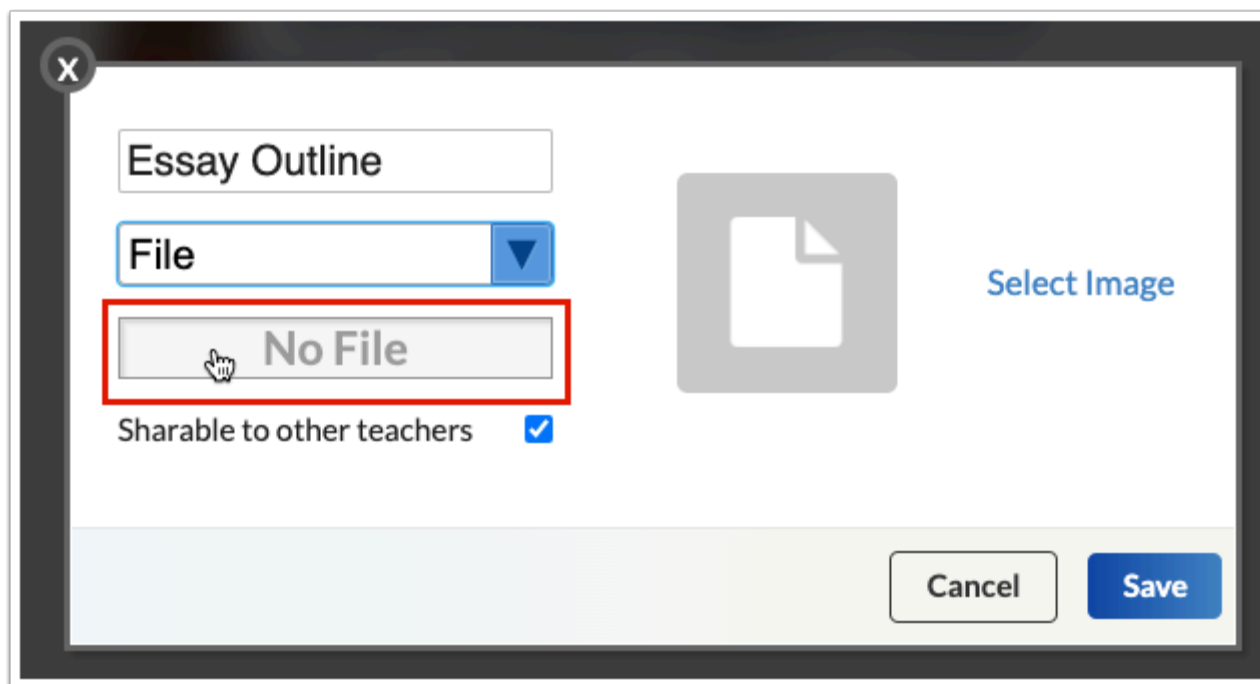 X
Essay Outline
File
Select Image
No File
Sharable to other teachers
Cancel
Save